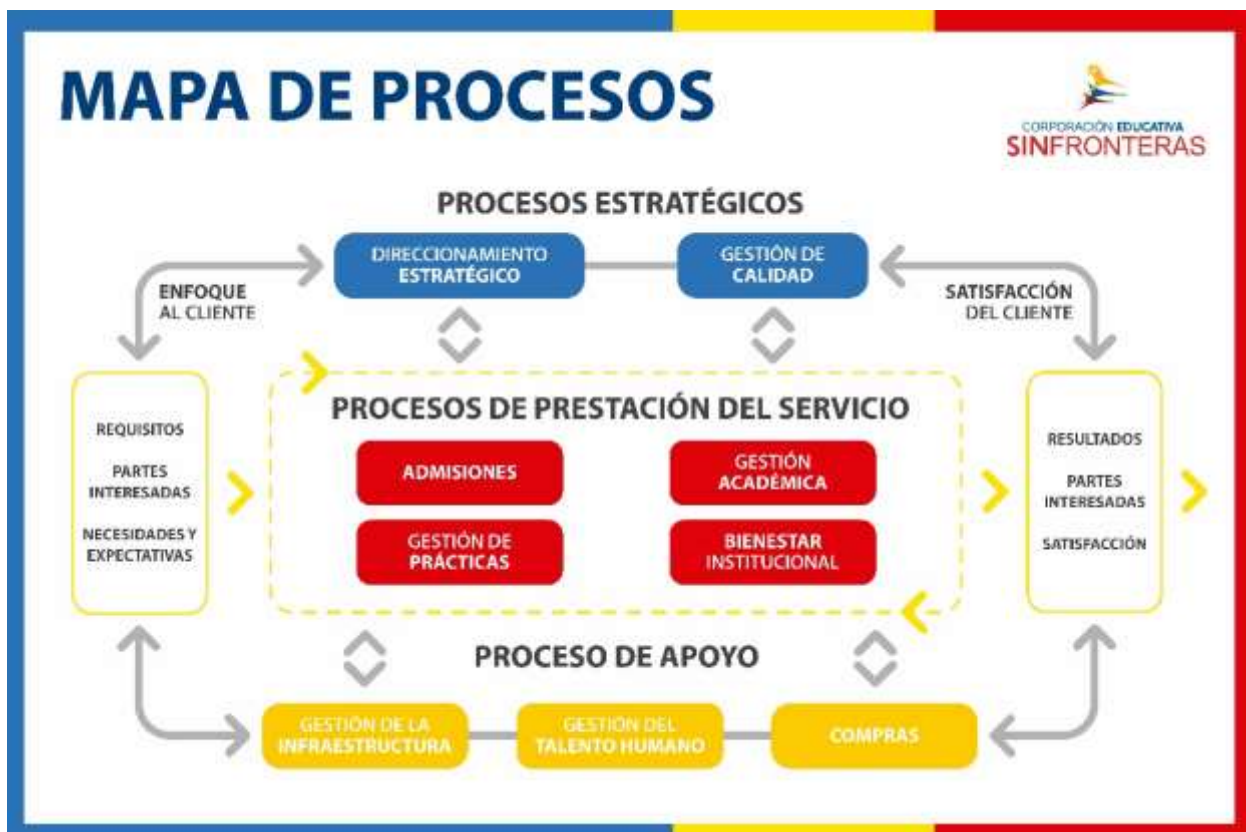 MAPA DE PROCESOS
CORPORACIÓN EDUCATIVA
SINFRONTERAS
PROCESOS ESTRATÉGICOS
DIRECCIONAMIENTO
ESTRATÉGICO
GESTIÓN DE
CALIDAD
ENFOQUE
AL CLIENTE
SATISFACCIÓN
DEL CLIENTE
REQUISITOS
PARTES
INTERESADAS
NECESIDADES Y
EXPECTATIVAS
PROCESOS DE PRESTACIÓN DEL SERVICIO
ADMISIONES
GESTIÓN
ACADÉMICA
GESTIÓN DE
PRÁCTICAS
BIENESTAR
INSTITUCIONAL
RESULTADOS
PARTES
INTERESADAS
SATISFACCIÓN
PROCESO DE APOYO
GESTIÓN DE LA
INFRAESTRUCTURA
GESTIÓN DEL
TALENTO HUMANO
COMPRAS